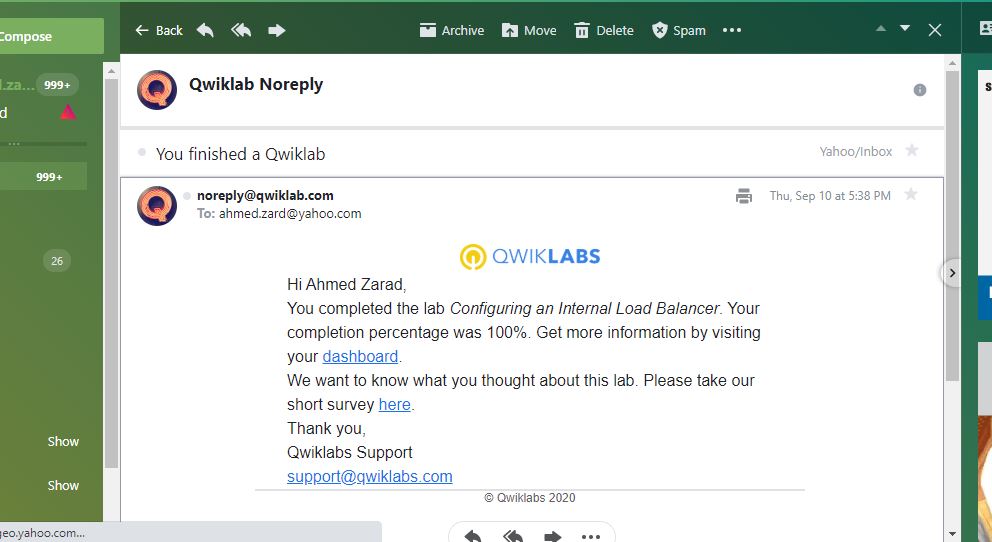 Compose
Back
Archive
Move
Delete
Spam
l.za...
999+
d
999+
26
Show
Show
Qwiklab Noreply
You finished a Qwiklab
Yahoo/Inbox
noreply@qwiklab.com
Thu, Sep 10 at 5:38 PM
To: ahmed.zard@yahoo.com
QWIKLABS
Hi Ahmed Zarad,
You completed the lab Configuring an Internal Load Balancer. Your
completion percentage was 100%. Get more information by visiting
your dashboard.
We want to know what you thought about this lab. Please take our
short survey here.
Thank you,
Qwiklabs Support
support@qwiklabs.com
© Qwiklabs 2020
geo.yahoo.com...